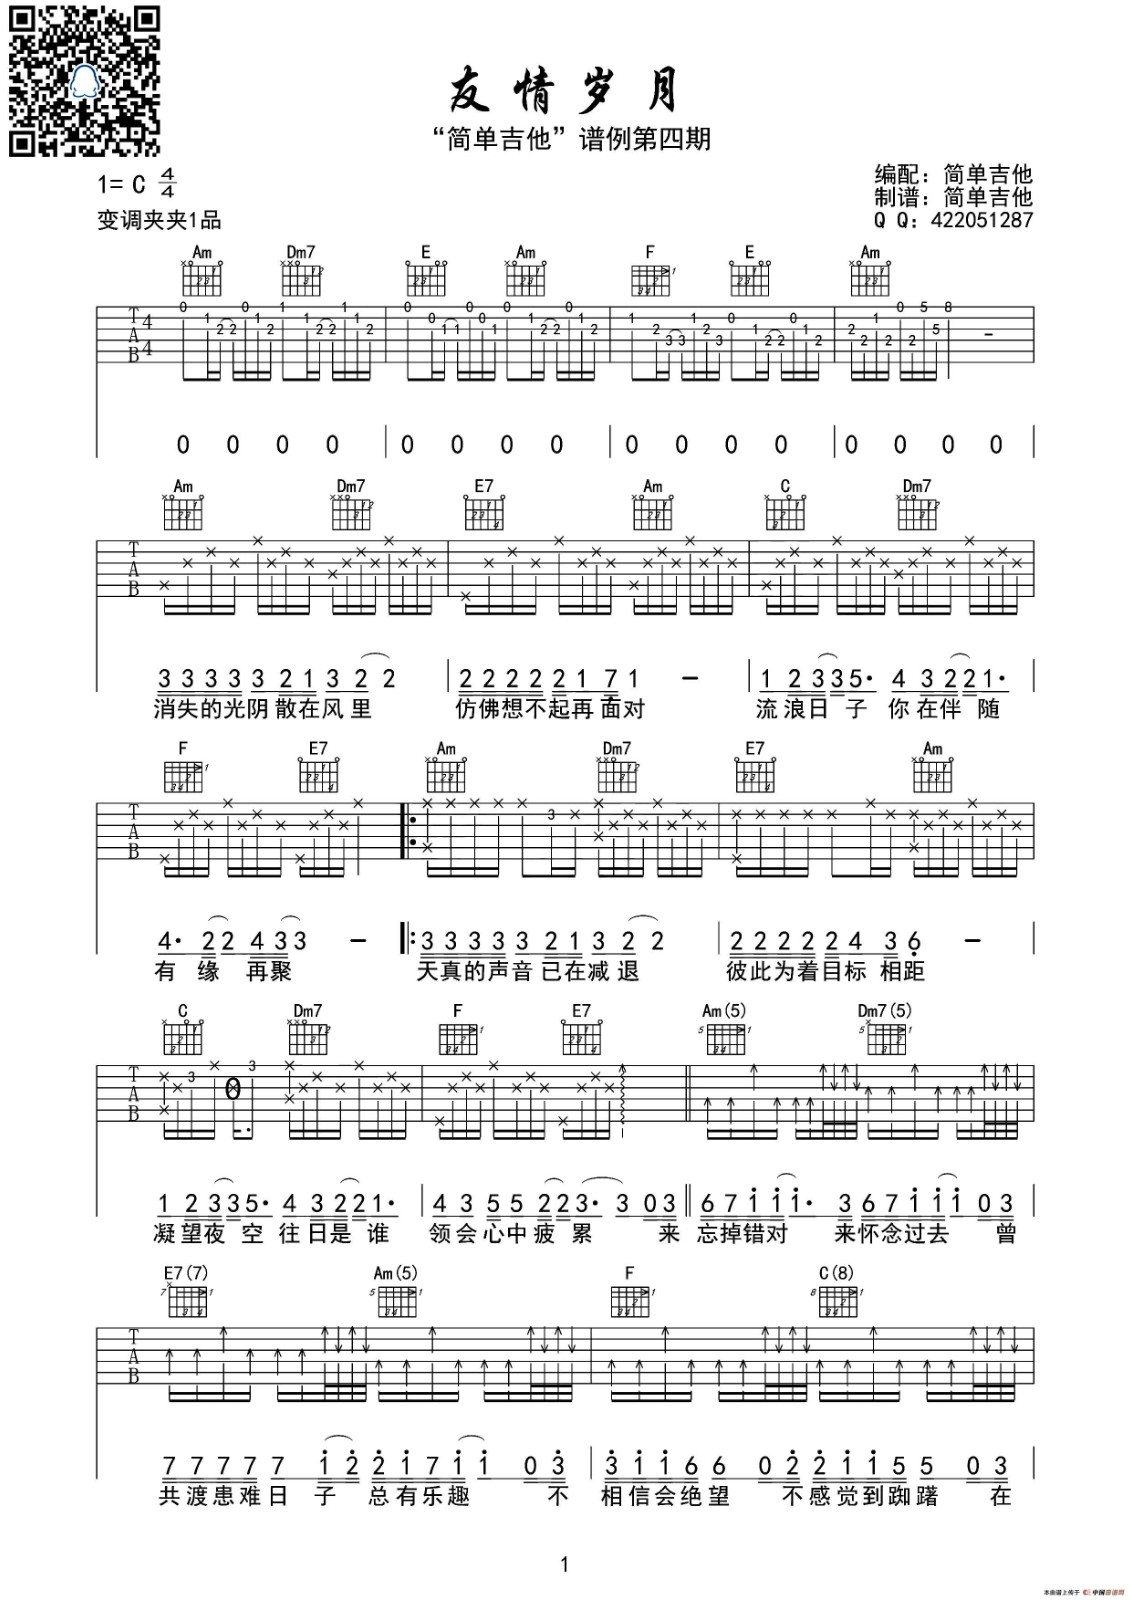 友情岁月
“简单吉他”谱例第四期
1= C 4/4
变调夹夹1品
编配：简单吉他
制谱：简单吉他
Q Q：422051287
Am Dm7 E Am F E Am
0 0 0 0 0 0 0 0 0 0 0 0 0 0 0 0
Am Dm7 E7 Am C Dm7
3 3 3 3 3 2 1 3 2 2 2 2 2 2 2 1 7 1 － 1 2 3 3 5· 4 3 2 2 1·
消失的光阴散在风里 仿佛想不起再面对 流浪日子 你在伴随
F E7 Am Dm7 E7 Am
4· 2 2 4 3 3 － 3 3 3 3 3 2 1 3 2 2 2 2 2 2 2 4 3 6 －
有缘再聚 天真的声音已在减退 彼此为着目标相距
C Dm7 F E7 Am(5) Dm7(5)
1 2 3 3 5· 4 3 2 2 1· 4 3 5 5 2 2 3· 3 0 3 6 7 1 1 1· 3 6 7 1 1 1 0 3
凝望夜空往日是谁 领会心中疲累 来 忘掉错对 来怀念过去 曾
E7(7) Am(5) F C(8)
7 7 7 7 7 1 2 2 1 7 1 1 0 3 3 1 1 6 6 0 2 2 1 1 5 5 0 3
共渡患难日子总有乐趣 不 相信会绝望 不感觉到踟躇 在
1
本曲谱上传于 中国曲谱网